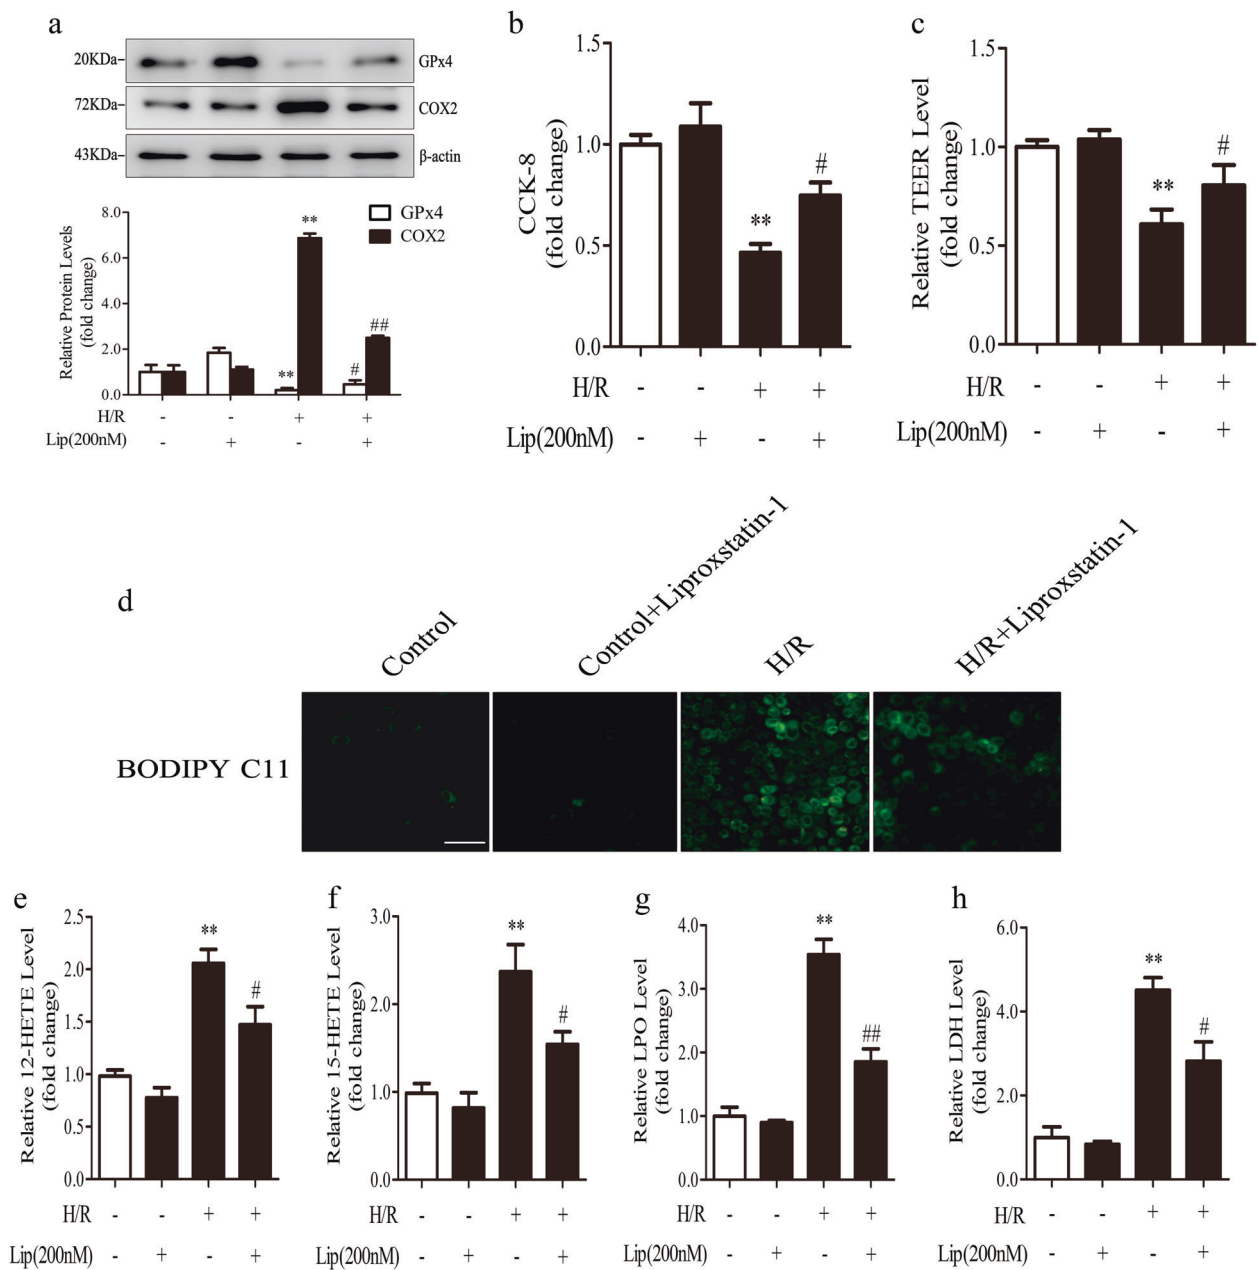 a
20KDa
GPx4
72KDa
COX2
43KDa
β-actin
Relative Protein Levels
(fold change)
8.0
6.0
4.0
2.0
0.0
GPx4
COX2
**
**
#
##
H/R - - + +
Lip(200nM) - + - +
b
CCK-8
(fold change)
1.5
1.0
0.5
0.0
**
#
H/R - - + +
Lip(200nM) - + - +
c
Relative TEER Level
(fold change)
1.5
1.0
0.5
0.0
**
#
H/R - - + +
Lip(200nM) - + - +
d
Control
Control+Liproxstatin-1
H/R
H/R+Liproxstatin-1
BODIPY C11
e
Relative 12-HETE Level
(fold change)
2.5
2.0
1.5
1.0
0.5
0.0
**
#
H/R - - + +
Lip(200nM) - + - +
f
Relative 15-HETE Level
(fold change)
3.0
2.0
1.0
0.0
**
#
H/R - - + +
Lip(200nM) - + - +
g
Relative LPO Level
(fold change)
4.0
3.0
2.0
1.0
0.0
**
##
H/R - - + +
Lip(200nM) - + - +
h
Relative LDH Level
(fold change)
6.0
4.0
2.0
0.0
**
#
H/R - - + +
Lip(200nM) - + - +